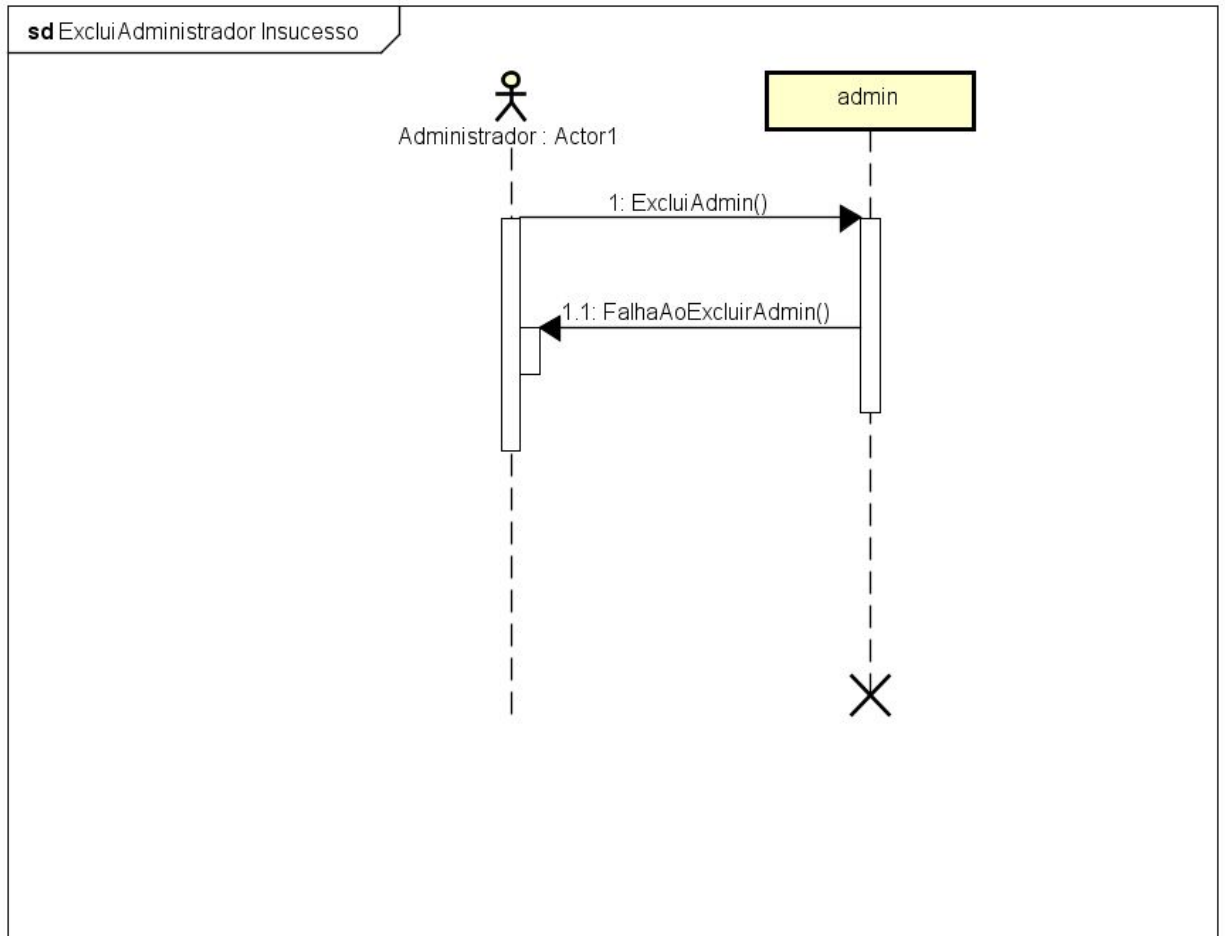 sd ExcluiAdministrador Insucesso
admin
Administrador : Actor1
1: ExcluiAdmin()
1.1: FalhaAoExcluirAdmin()